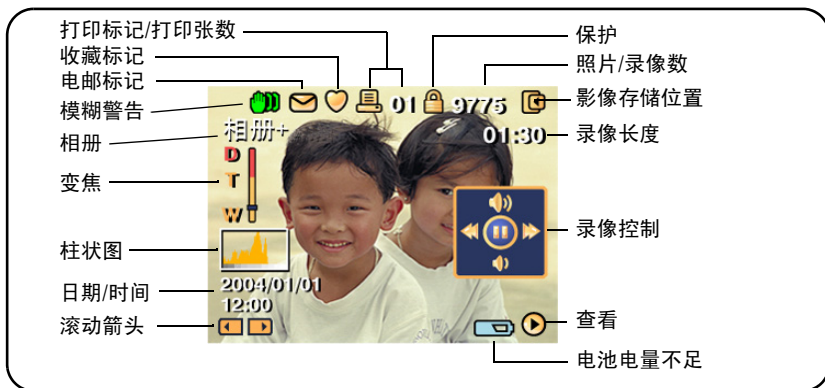 打印标记/打印张数
收藏标记
电邮标记
模糊警告
相册
变焦
柱状图
日期/时间
滚动箭头
01
9775
相册+
01:30
D
T
W
2004/01/01
12:00
保护
照片/录像数
影像存储位置
录像长度
录像控制
查看
电池电量不足